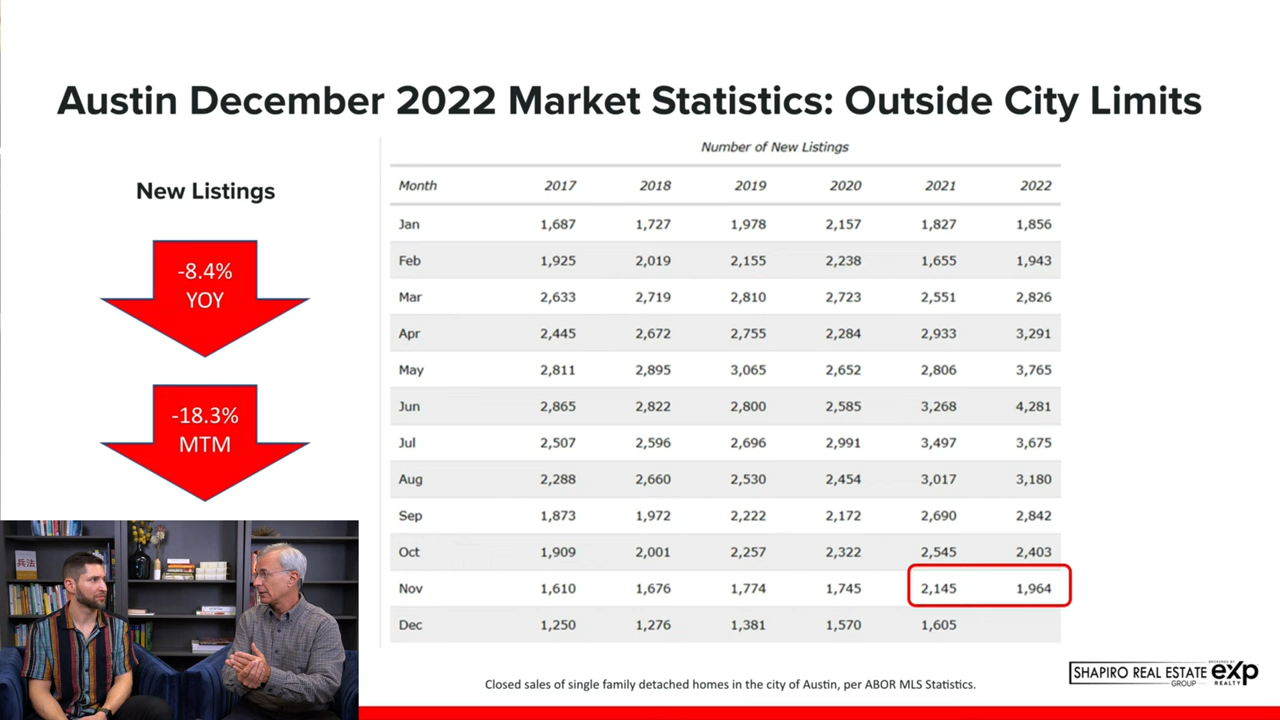 Austin December 2022 Market Statistics: Outside City Limits
New Listings
-8.4%
YOY
-18.3%
MTM
Number of New Listings
Month 2017 2018 2019 2020 2021 2022
Jan 1,687 1,727 1,978 2,157 1,827 1,856
Feb 1,925 2,019 2,155 2,238 1,655 1,943
Mar 2,633 2,719 2,810 2,723 2,551 2,826
Apr 2,445 2,672 2,755 2,284 2,933 3,291
May 2,811 2,895 3,065 2,652 2,806 3,765
Jun 2,865 2,822 2,800 2,585 3,268 4,281
Jul 2,507 2,596 2,696 2,991 3,497 3,675
Aug 2,288 2,660 2,530 2,454 3,017 3,180
Sep 1,873 1,972 2,222 2,172 2,690 2,842
Oct 1,909 2,001 2,257 2,322 2,545 2,403
Nov 1,610 1,676 1,774 1,745 2,145 1,964
Dec 1,250 1,276 1,381 1,570 1,605
兵法
Closed sales of single family detached homes in the city of Austin, per ABOR MLS Statistics.
SHAPIRO REAL ESTATE
GROUP
BROKERED BY
eXp
REALTY